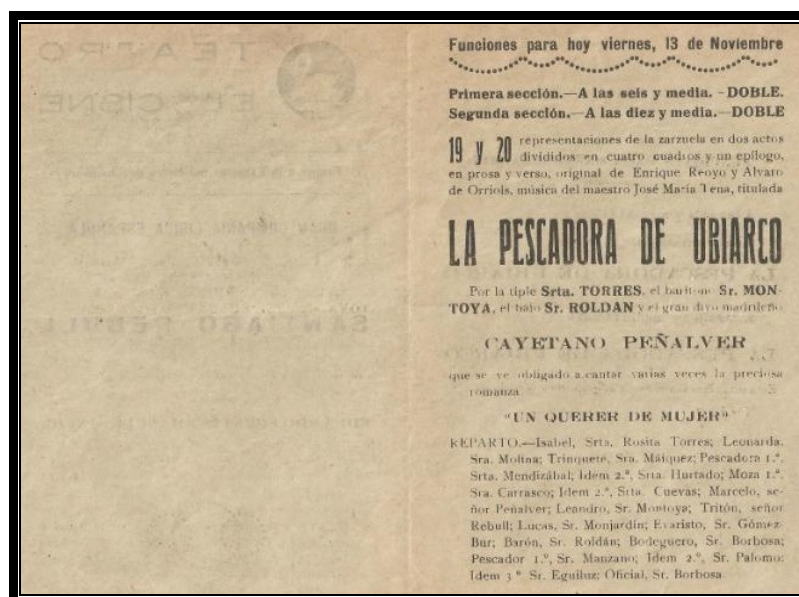 Funciones para hoy viernes, 13 de Noviembre
Primera sección.—A las seis y media. - DOBLE.
Segunda sección.—A las diez y media.—DOBLE
19 y 20 representaciones de la zarzuela en dos actos
divididos en cuatro cuadros y un epílogo,
en prosa y verso, original de Enrique Reoyo y Alvaro
de Orriols, música del maestro José María Tena, titulada
LA PESCADORA DE UBIARCO
Por la tiple Srta. TORRES, el barítono Sr. MON-
TOYA, el bajo Sr. ROLDAN y el gran divo madrileño
CAYETANO PEÑALVER
que se ve obligado a cantar varias veces la preciosa
romanza
"UN QUERER DE MUJER"
REPARTO.—Isabel, Srta. Rosita Torres; Leonarda,
Sra. Molina; Trinquete, Sra. Máiquez; Pescadora 1.ª,
Srta. Mendizábal; Idem 2.ª, Srta. Hurtado; Moza 1.ª,
Sra. Carrasco; Idem 2.ª, Srta. Cuevas; Marcelo, se-
ñor Peñalver; Leandro, Sr. Montoya; Tritón, señor
Rebull; Lucas, Sr. Monjardín; Evaristo, Sr. Gómez
Bur; Barón, Sr. Roldán; Bodeguero, Sr. Borbosa;
Pescador 1.º, Sr. Manzano; Idem 2.º, Sr. Palomo;
Idem 3.º Sr. Eguiluz; Oficial, Sr. Borbosa.